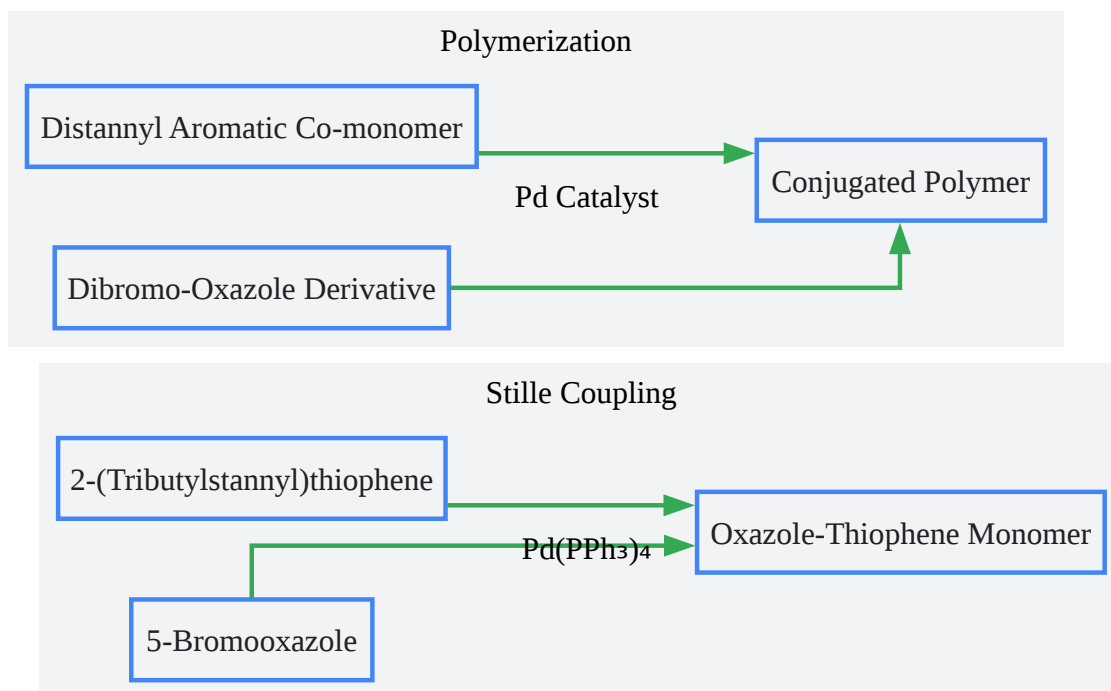 Polymerization
Distannyl Aromatic Co-monomer
Conjugated Polymer
Pd Catalyst
Dibromo-Oxazole Derivative
Stille Coupling
2-(Tributylstannyl)thiophene
Oxazole-Thiophene Monomer
Pd(PPh₃)₄
5-Bromooxazole